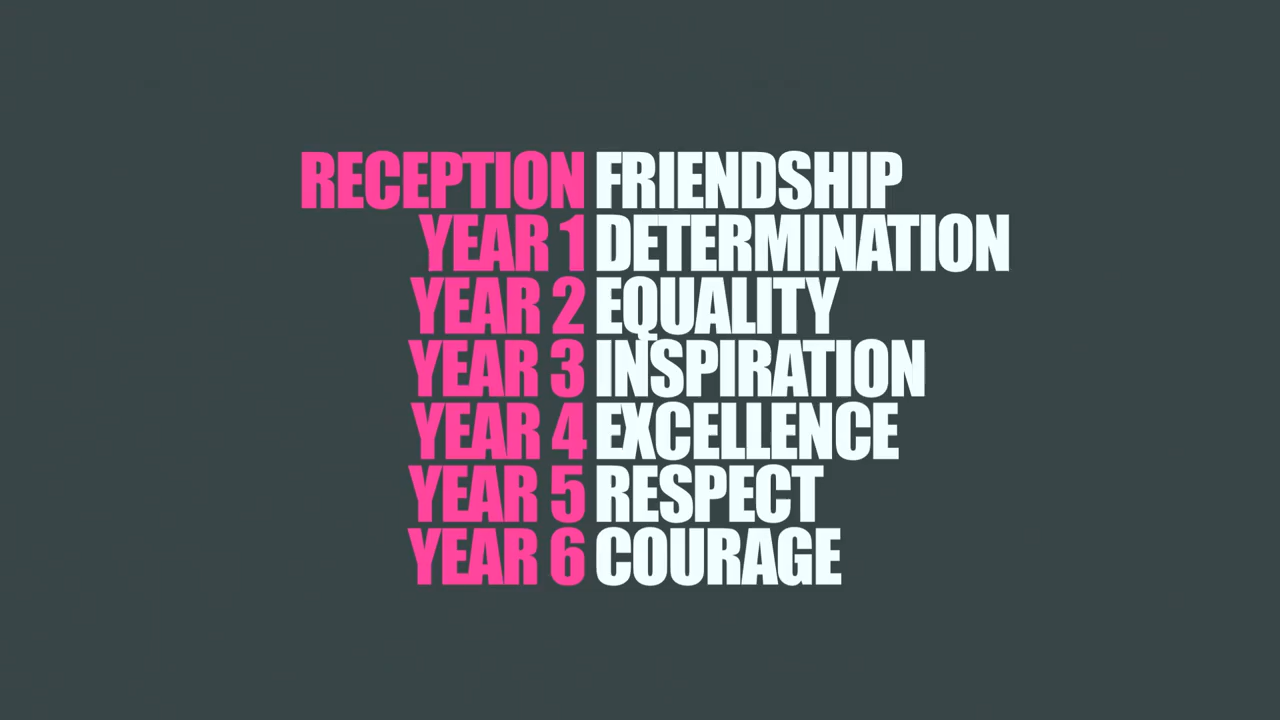 RECEPTION FRIENDSHIP
YEAR 1 DETERMINATION
YEAR 2 EQUALITY
YEAR 3 INSPIRATION
YEAR 4 EXCELLENCE
YEAR 5 RESPECT
YEAR 6 COURAGE